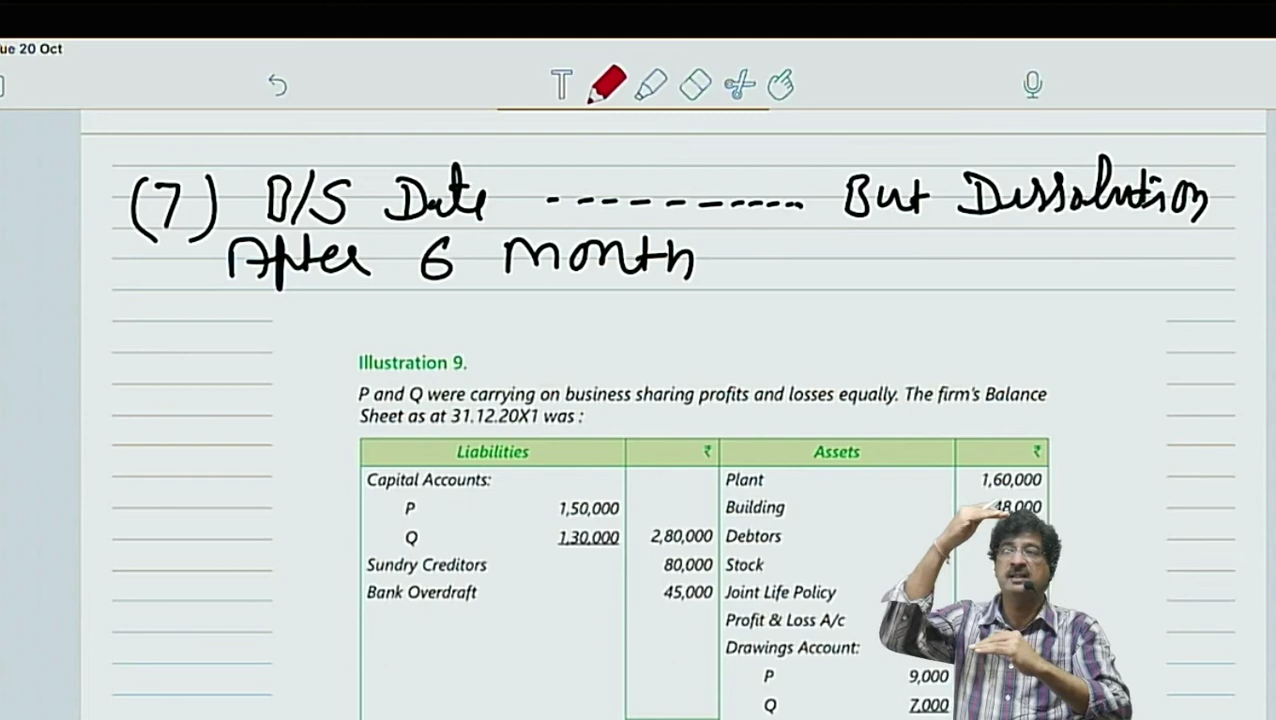 ue 20 Oct
T
(7) B/S Date ----------- But Dissolution
After 6 month
Illustration 9.
P and Q were carrying on business sharing profits and losses equally. The firm's Balance
Sheet as at 31.12.20X1 was :
Liabilities ₹ Assets ₹
Capital Accounts: Plant 1,60,000
P 1,50,000 Building 48,000
Q 1,30,000 2,80,000 Debtors
Sundry Creditors 80,000 Stock
Bank Overdraft 45,000 Joint Life Policy
Profit & Loss A/c
Drawings Account:
P 9,000
Q 7,000